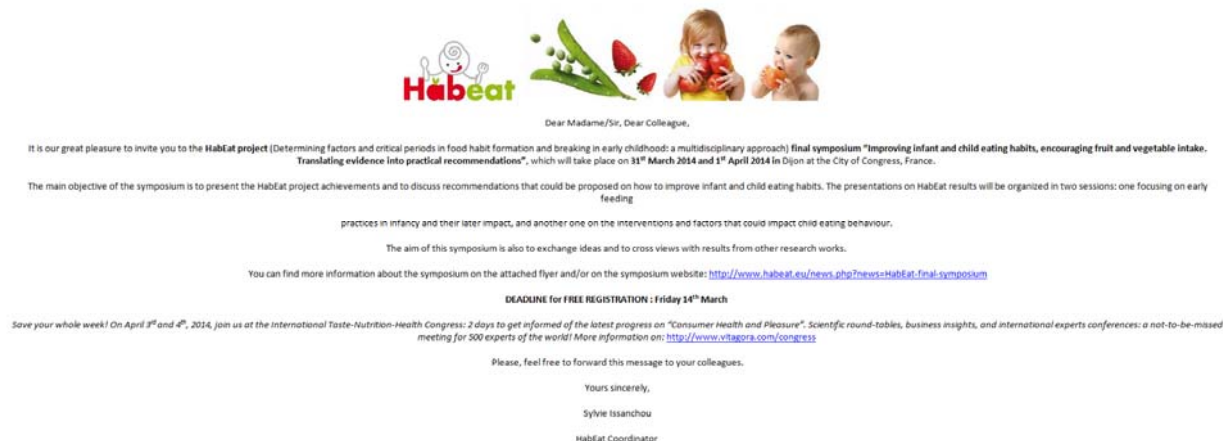 Habeat
Dear Madame/Sir, Dear Colleague,
It is our great pleasure to invite you to the HabEat project (Determining factors and critical periods in food habit formation and breaking in early childhood: a multidisciplinary approach) final symposium "Improving infant and child eating habits, encouraging fruit and vegetable intake.
Translating evidence into practical recommendations", which will take place on 31st March 2014 and 1st April 2014 in Dijon at the City of Congress, France.
The main objective of the symposium is to present the HabEat project achievements and to discuss recommendations that could be proposed on how to improve infant and child eating habits. The presentations on HabEat results will be organized in two sessions: one focusing on early
feeding
practices in infancy and their later impact, and another one on the interventions and factors that could impact child eating behaviour.
The aim of this symposium is also to exchange ideas and to cross views with results from other research works.
You can find more information about the symposium on the attached flyer and/or on the symposium website: http://www.habeat.eu/news.php?news=HabEat-final-symposium
DEADLINE for FREE REGISTRATION : Friday 14th March
Save your whole week! On April 3rd and 4th, 2014, join us at the International Taste-Nutrition-Health Congress: 2 days to get informed of the latest progress on "Consumer Health and Pleasure". Scientific round-tables, business insights, and international experts conferences: a not-to-be-missed
meeting for 500 experts of the world! More information on: http://www.vitagora.com/congress
Please, feel free to forward this message to your colleagues.
Yours sincerely,
Sylvie Issanchou
HabEat Coordinator